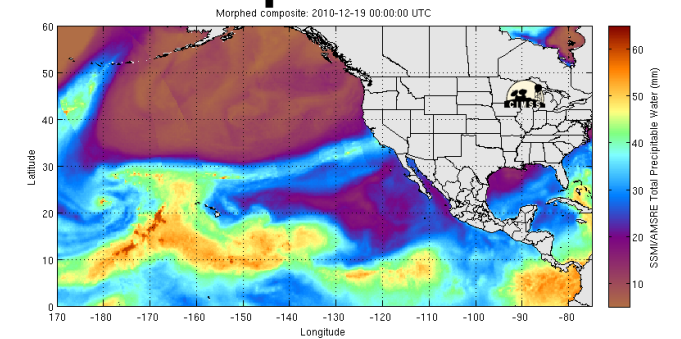 Morphed composite: 2010-12-19 00:00:00 UTC
60
50
40
30
20
10
0
Latitude
170 -180 -170 -160 -150 -140 -130 -120 -110 -100 -90 -80
Longitude
CIMSS
60
50
40
30
20
10
SSMI/AMSRE Total Precipitable Water (mm)